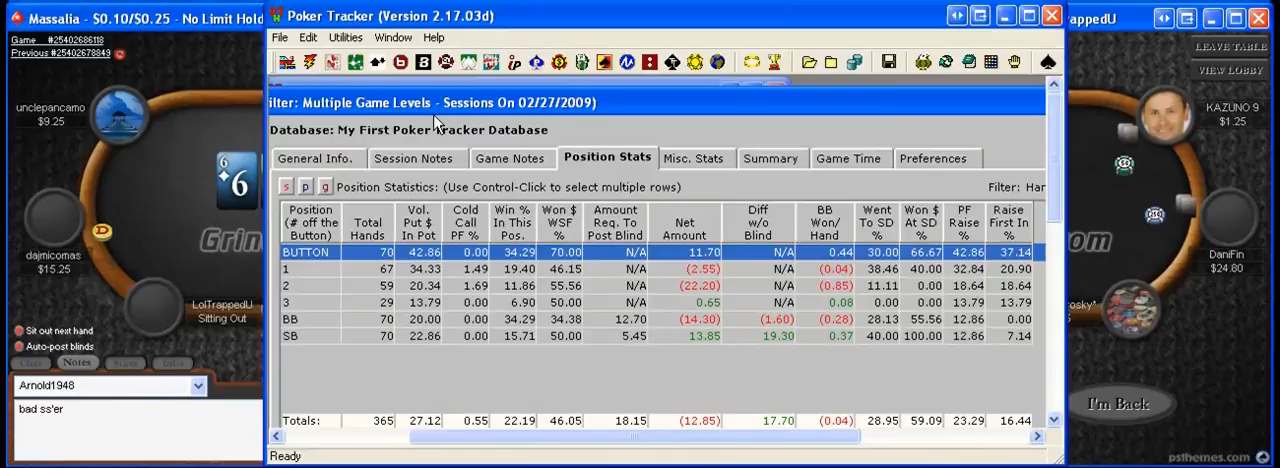 Massalia - $0.10/$0.25 - No Limit Hold
Game #25402686118
Previous #25402678849
unclepancamo
$9.25
6
6
dajmicomas
$15.25
D
Grin
LolTrappedU
Sitting Out
Sit out next hand
Auto-post blinds
Chat
Notes
Stats
Info
Arnold1948
bad ss'er
Poker Tracker (Version 2.17.03d)
File Edit Utilities Window Help
ilter: Multiple Game Levels - Sessions On 02/27/2009)
Database: My First Poker Tracker Database
General Info. Session Notes Game Notes Position Stats Misc. Stats Summary Game Time Preferences
s p g Position Statistics: (Use Control-Click to select multiple rows) Filter: Har
Position (# off the Button) Total Hands Vol. Put $ In Pot Cold Call PF % Win % In This Pos. Won $ WSF % Amount Req. To Post Blind Net Amount Diff w/o Blind BB Won/ Hand Went To SD % Won $ At SD % PF Raise % Raise First In %
BUTTON 70 42.86 0.00 34.29 70.00 N/A 11.70 N/A 0.44 30.00 66.67 42.86 37.14
1 67 34.33 1.49 19.40 46.15 N/A (2.55) N/A (0.04) 38.46 40.00 32.84 20.90
2 59 20.34 1.69 11.86 55.56 N/A (22.20) N/A (0.85) 11.11 0.00 18.64 18.64
3 29 13.79 0.00 6.90 50.00 N/A 0.65 N/A 0.08 0.00 0.00 13.79 13.79
BB 70 20.00 0.00 34.29 34.38 12.70 (14.30) (1.60) (0.28) 28.13 55.56 12.86 0.00
SB 70 22.86 0.00 15.71 50.00 5.45 13.85 19.30 0.37 40.00 100.00 12.86 7.14
Totals: 365 27.12 0.55 22.19 46.05 18.15 (12.85) 17.70 (0.04) 28.95 59.09 23.29 16.44
Ready
rappedU
LEAVE TABLE
VIEW LOBBY
KAZUNO 9
$1.25
DaniFin
$24.80
om
rosky*
I'm Back
psthemes.com